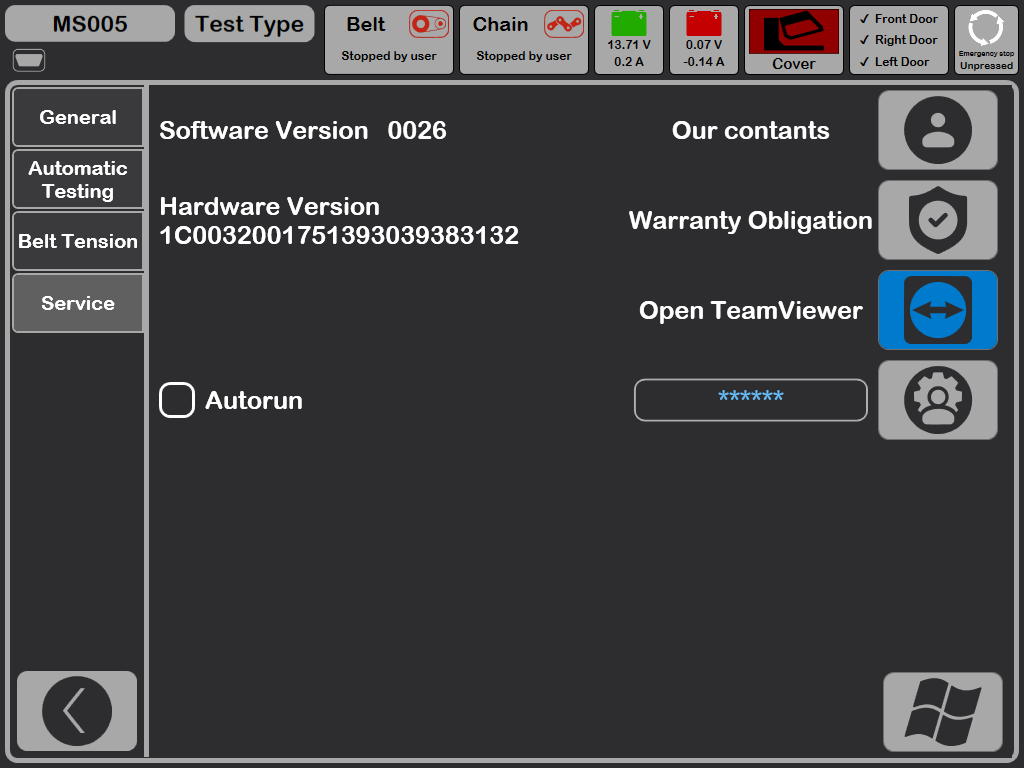 MS005
Test Type
Belt
Stopped by user
Chain
Stopped by user
13.71 V
0.2 A
0.07 V
-0.14 A
Cover
✓ Front Door
✓ Right Door
✓ Left Door
Emergency stop
Unpressed
General
Automatic
Testing
Belt Tension
Service
Software Version 0026
Hardware Version
1C0032001751393039383132
Autorun
Our contants
Warranty Obligation
Open TeamViewer
******